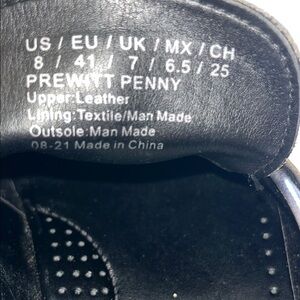 US / EU / UK / MX / CH
8 / 41 / 7 / 6.5 / 25
PREWITT PENNY
Upper:Leather
Lining:Textile/Man Made
Outsole:Man Made
08-21 Made in China